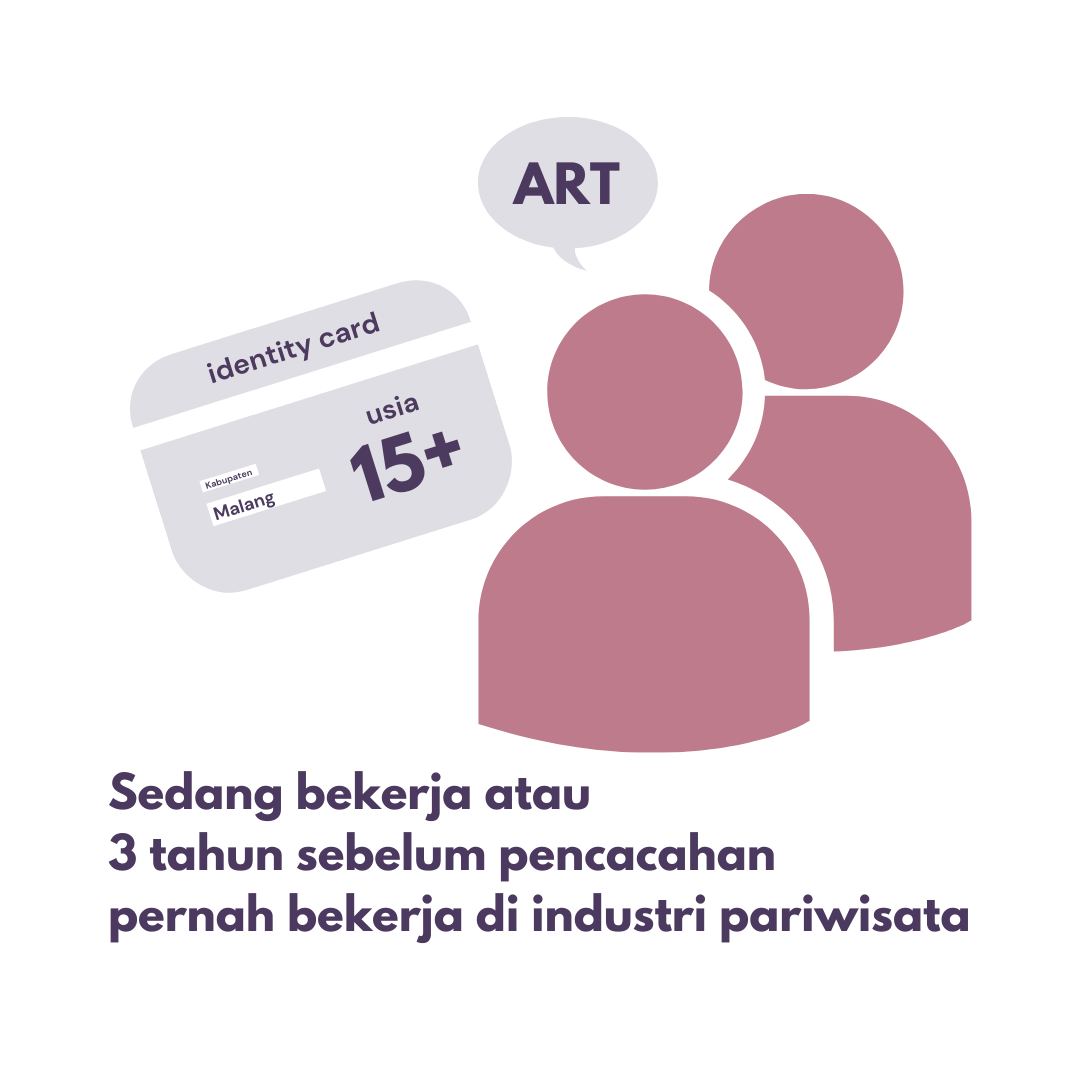 ART
identity card
usia
15+
Kabupaten
Malang
Sedang bekerja atau
3 tahun sebelum pencacahan
pernah bekerja di industri pariwisata